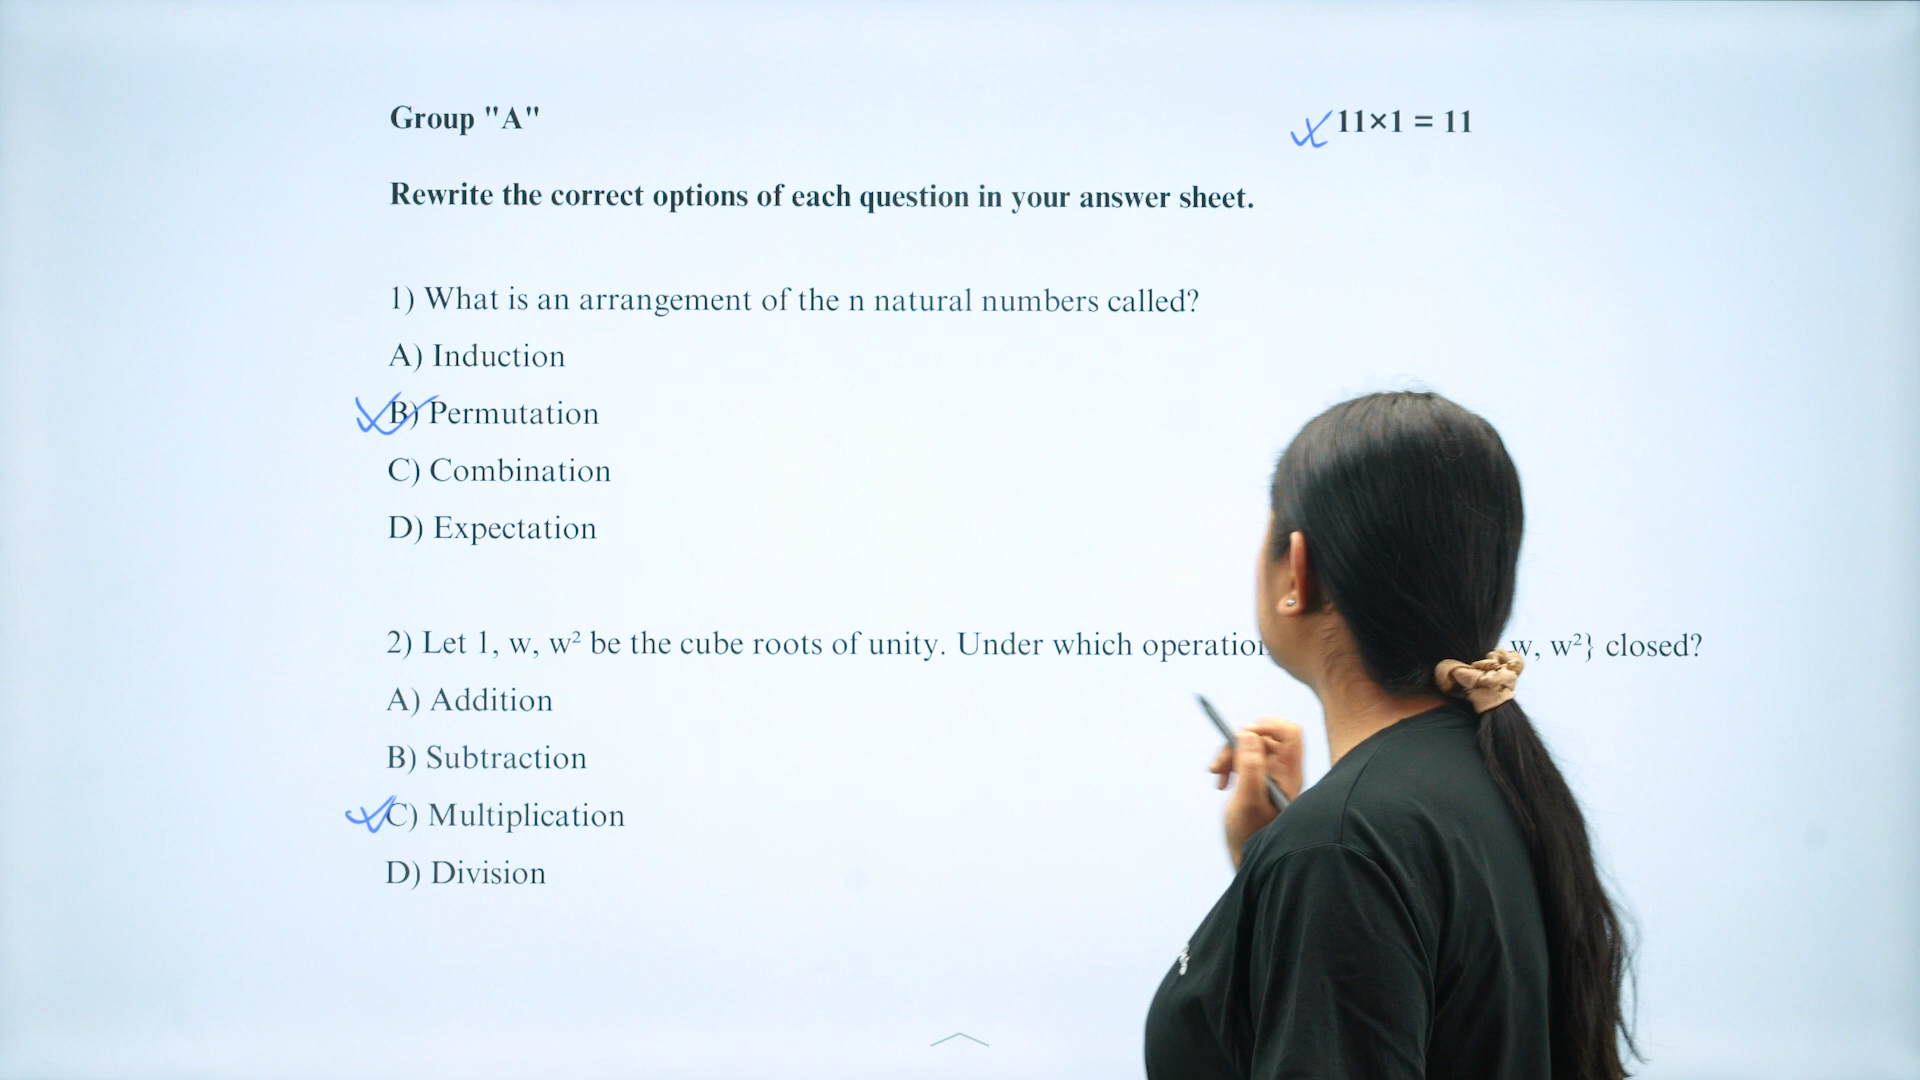 Group "A"
11×1 = 11
Rewrite the correct options of each question in your answer sheet.
1) What is an arrangement of the n natural numbers called?
A) Induction
B) Permutation
C) Combination
D) Expectation
2) Let 1, w, w² be the cube roots of unity. Under which w, w²} closed?
A) Addition
B) Subtraction
C) Multiplication
D) Division